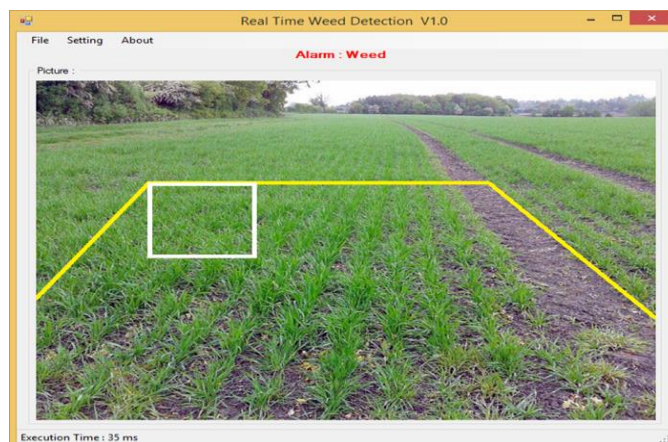 Real Time Weed Detection V1.0
File Setting About
Alarm : Weed
Picture :
Execution Time : 35 ms